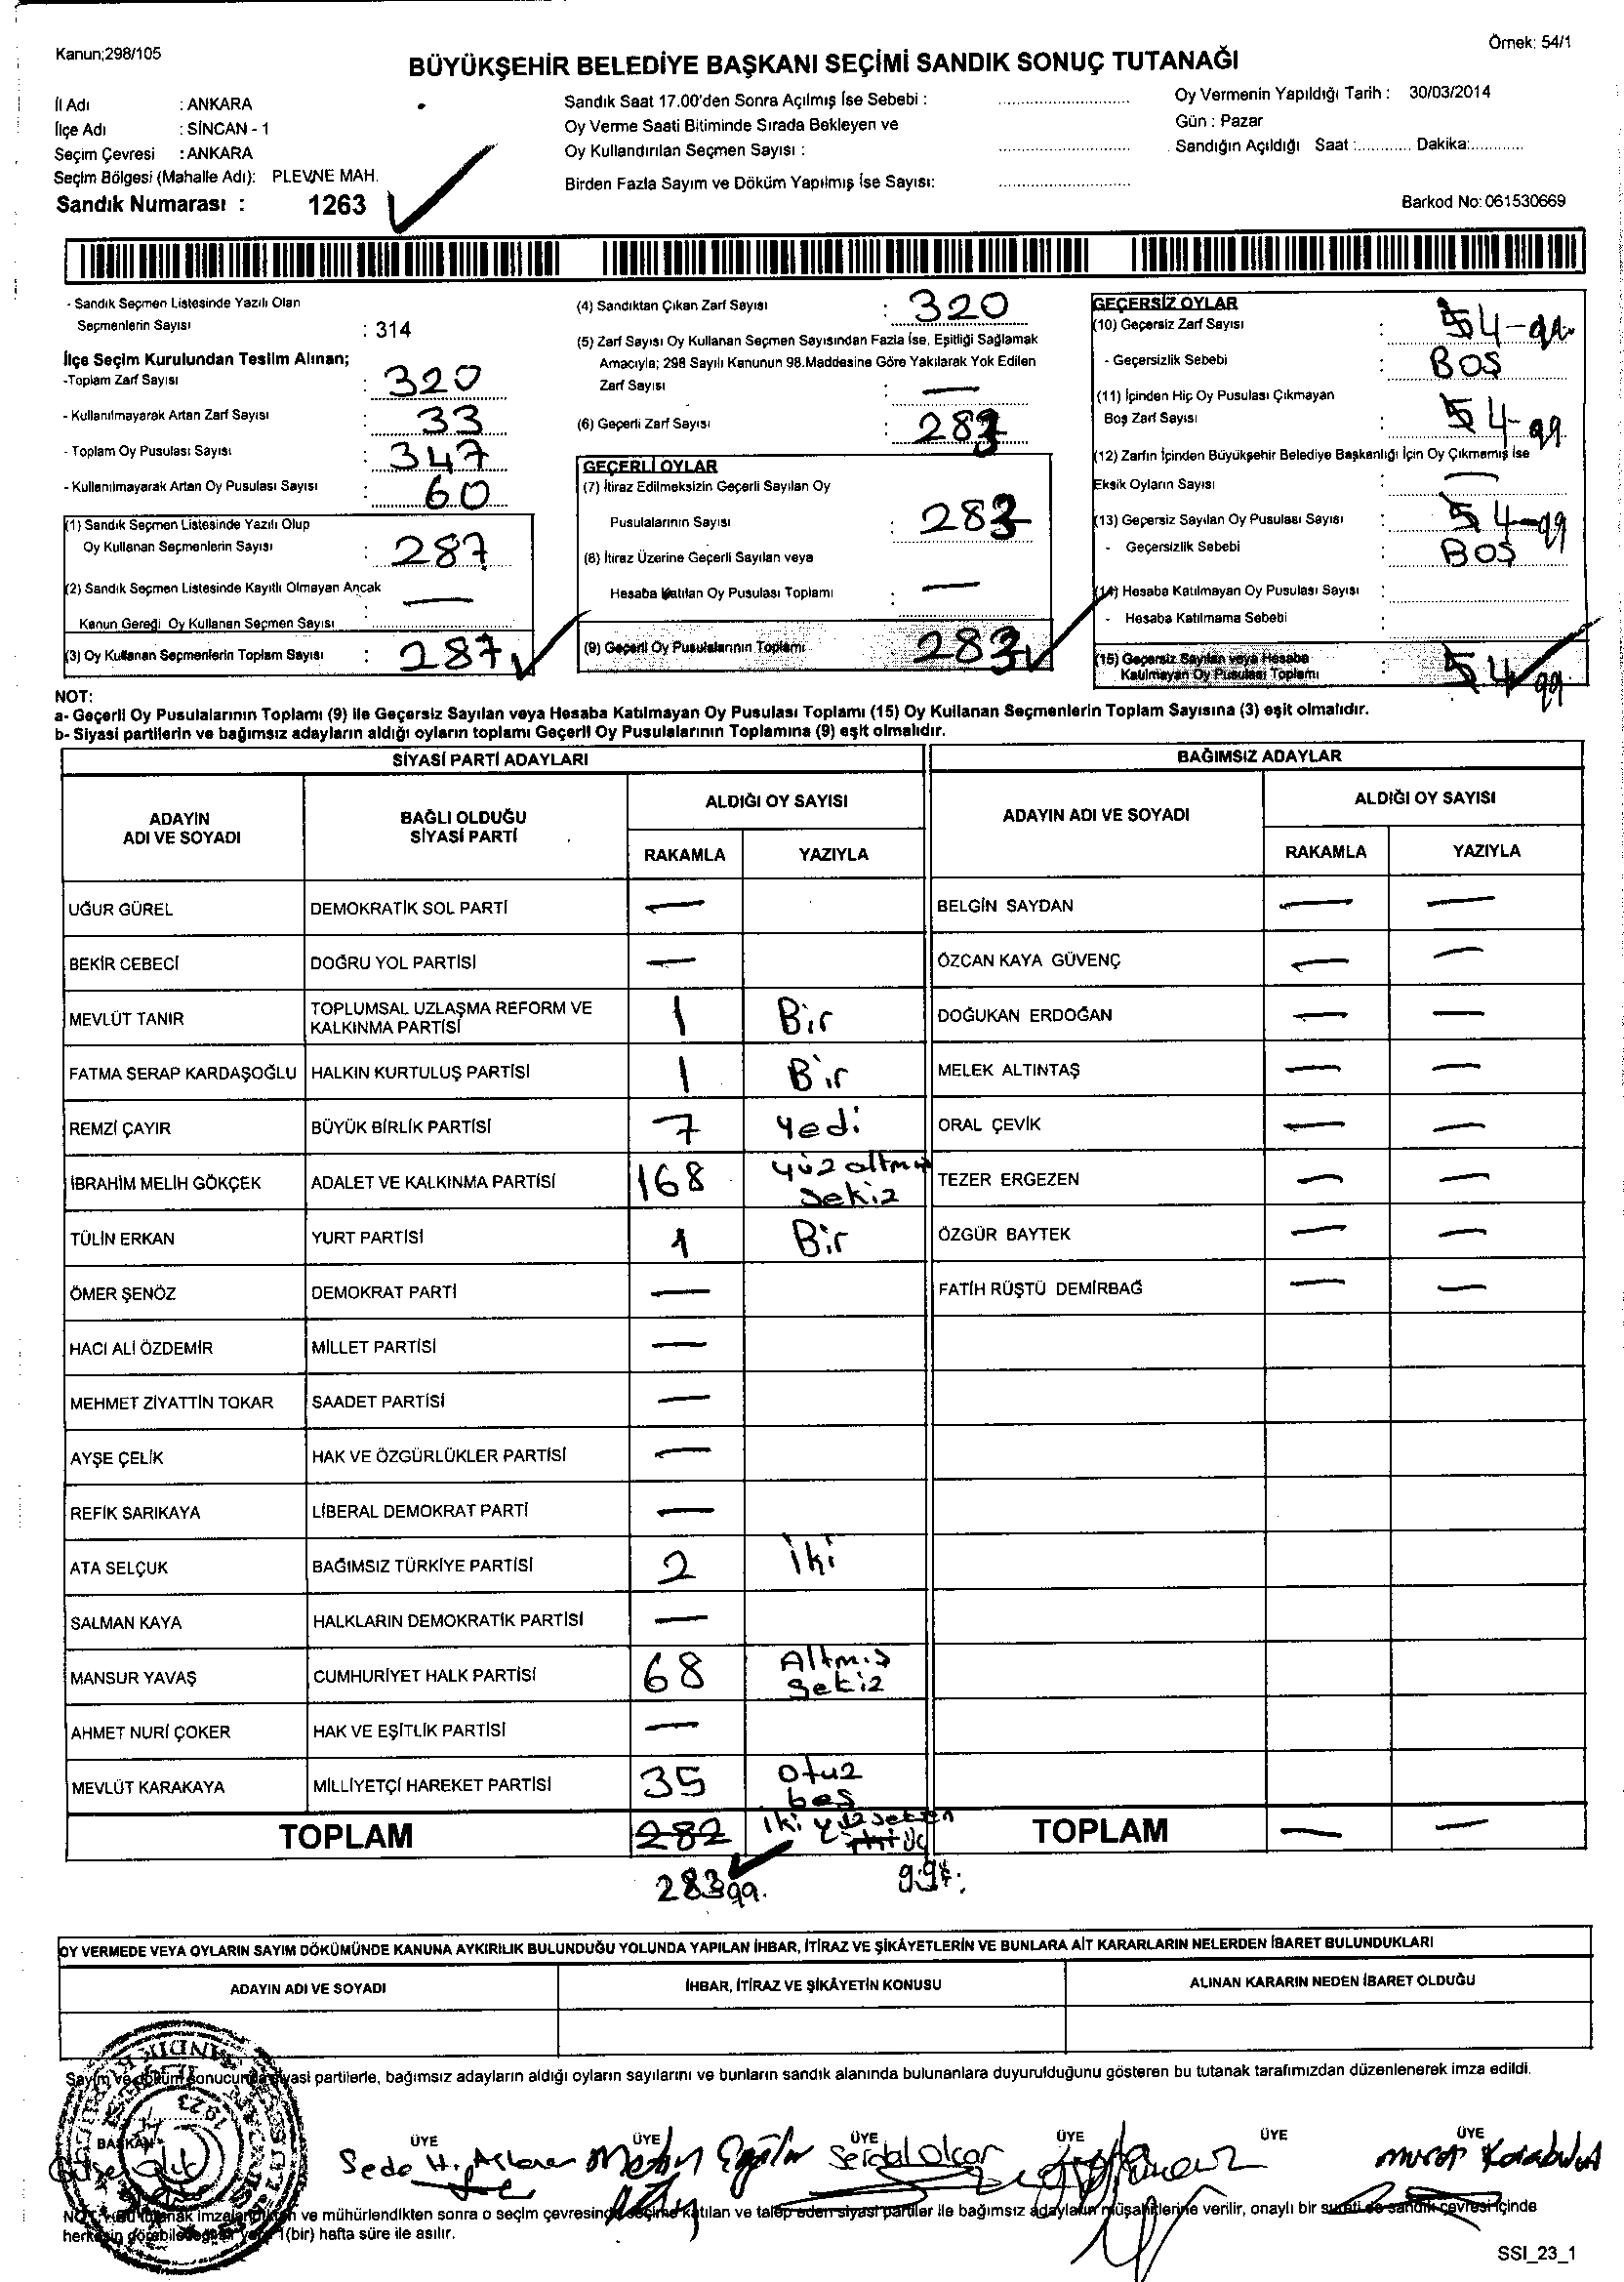 Kanun;298/105
Örnek: 54/1
BÜYÜKŞEHİR BELEDİYE BAŞKANI SEÇİMİ SANDIK SONUÇ TUTANAĞI
İl Adı : ANKARA
İlçe Adı : SİNCAN - 1
Seçim Çevresi : ANKARA
Seçim Bölgesi (Mahalle Adı): PLEVNE MAH.
Sandık Numarası : 1263
Sandık Saat 17.00'den Sonra Açılmış İse Sebebi :
Oy Verme Saati Bitiminde Sırada Bekleyen ve
Oy Kullandırılan Seçmen Sayısı :
Birden Fazla Sayım ve Döküm Yapılmış İse Sayısı:
Oy Vermenin Yapıldığı Tarih : 30/03/2014
Gün : Pazar
Sandığın Açıldığı Saat :............ Dakika:............
Barkod No: 061530669
- Sandık Seçmen Listesinde Yazılı Olan
Seçmenlerin Sayısı : 314
İlçe Seçim Kurulundan Teslim Alınan;
-Toplam Zarf Sayısı : 320
- Kullanılmayarak Artan Zarf Sayısı : 33
- Toplam Oy Pusulası Sayısı : 347
- Kullanılmayarak Artan Oy Pusulası Sayısı : 60
(1) Sandık Seçmen Listesinde Yazılı Olup
Oy Kullanan Seçmenlerin Sayısı : 287
(2) Sandık Seçmen Listesinde Kayıtlı Olmayan Ancak
Kanun Gereği Oy Kullanan Seçmen Sayısı : —
(3) Oy Kullanan Seçmenlerin Toplam Sayısı : 287
(4) Sandıktan Çıkan Zarf Sayısı : 320
(5) Zarf Sayısı Oy Kullanan Seçmen Sayısından Fazla İse, Eşitliği Sağlamak
Amacıyla; 298 Sayılı Kanunun 98.Maddesine Göre Yakılarak Yok Edilen
Zarf Sayısı : —
(6) Geçerli Zarf Sayısı : 283
GEÇERLİ OYLAR
(7) İtiraz Edilmeksizin Geçerli Sayılan Oy
Pusulalarının Sayısı : 283
(8) İtiraz Üzerine Geçerli Sayılan veya
Hesaba Katılan Oy Pusulası Toplamı : —
(9) Geçerli Oy Pusulalarının Toplamı 283
GEÇERSİZ OYLAR
(10) Geçersiz Zarf Sayısı : 5 4
- Geçersizlik Sebebi : BOŞ
(11) İçinden Hiç Oy Pusulası Çıkmayan
Boş Zarf Sayısı : 5 4
(12) Zarfın İçinden Büyükşehir Belediye Başkanlığı İçin Oy Çıkmamış İse
Eksik Oyların Sayısı : —
(13) Geçersiz Sayılan Oy Pusulası Sayısı : 5 4
- Geçersizlik Sebebi : BOŞ
(14) Hesaba Katılmayan Oy Pusulası Sayısı :
- Hesaba Katılmama Sebebi :
(15) Geçersiz Sayılan veya Hesaba
Katılmayan Oy Pusulası Toplamı : 5 4
NOT:
a- Geçerli Oy Pusulalarının Toplamı (9) ile Geçersiz Sayılan veya Hesaba Katılmayan Oy Pusulası Toplamı (15) Oy Kullanan Seçmenlerin Toplam Sayısına (3) eşit olmalıdır.
b- Siyasi partilerin ve bağımsız adayların aldığı oyların toplamı Geçerli Oy Pusulalarının Toplamına (9) eşit olmalıdır.
SİYASİ PARTİ ADAYLARI
ADAYIN ADI VE SOYADI
BAĞLI OLDUĞU SİYASİ PARTİ
ALDIĞI OY SAYISI
RAKAMLA YAZIYLA
UĞUR GÜREL DEMOKRATİK SOL PARTİ —
BEKİR CEBECİ DOĞRU YOL PARTİSİ —
MEVLÜT TANIR TOPLUMSAL UZLAŞMA REFORM VE KALKINMA PARTİSİ 1 Bir
FATMA SERAP KARDAŞOĞLU HALKIN KURTULUŞ PARTİSİ 1 Bir
REMZİ ÇAYIR BÜYÜK BİRLİK PARTİSİ 7 Yedi
İBRAHİM MELİH GÖKÇEK ADALET VE KALKINMA PARTİSİ 168 Yüz altmış Sekiz
TÜLİN ERKAN YURT PARTİSİ 1 Bir
ÖMER ŞENÖZ DEMOKRAT PARTİ —
HACI ALİ ÖZDEMİR MİLLET PARTİSİ —
MEHMET ZİYATTİN TOKAR SAADET PARTİSİ —
AYŞE ÇELİK HAK VE ÖZGÜRLÜKLER PARTİSİ —
REFİK SARIKAYA LİBERAL DEMOKRAT PARTİ —
ATA SELÇUK BAĞIMSIZ TÜRKİYE PARTİSİ 2 İki
SALMAN KAYA HALKLARIN DEMOKRATİK PARTİSİ —
MANSUR YAVAŞ CUMHURİYET HALK PARTİSİ 68 Altmış Sekiz
AHMET NURİ ÇOKER HAK VE EŞİTLİK PARTİSİ —
MEVLÜT KARAKAYA MİLLİYETÇİ HAREKET PARTİSİ 35 Otuz beş
TOPLAM 282 iki yüz seksen iki üç
283
BAĞIMSIZ ADAYLAR
ADAYIN ADI VE SOYADI
ALDIĞI OY SAYISI
RAKAMLA YAZIYLA
BELGİN SAYDAN — —
ÖZCAN KAYA GÜVENÇ — —
DOĞUKAN ERDOĞAN — —
MELEK ALTINTAŞ — —
ORAL ÇEVİK — —
TEZER ERGEZEN — —
ÖZGÜR BAYTEK — —
FATİH RÜŞTÜ DEMİRBAĞ — —
TOPLAM — —
OY VERMEDE VEYA OYLARIN SAYIM DÖKÜMÜNDE KANUNA AYKIRILIK BULUNDUĞU YOLUNDA YAPILAN İHBAR, İTİRAZ VE ŞİKÂYETLERİN VE BUNLARA AİT KARARLARIN NELERDEN İBARET BULUNDUKLARI
ADAYIN ADI VE SOYADI
İHBAR, İTİRAZ VE ŞİKÂYETİN KONUSU
ALINAN KARARIN NEDEN İBARET OLDUĞU
Sayım ve döküm sonucunda siyasi partilerle, bağımsız adayların aldığı oyların sayılarını ve bunların sandık alanında bulunanlara duyurulduğunu gösteren bu tutanak tarafımızdan düzenlenerek imza edildi.
BAŞKAN ÜYE ÜYE ÜYE ÜYE ÜYE ÜYE
Seda H. Metin Serdal Murat Karabulut
NOT: Bu tutanak imzalandıktan ve mühürlendikten sonra o seçim çevresinde seçime katılan ve talep eden siyasi partiler ile bağımsız adayların müşahitlerine verilir, onaylı bir sureti de sandık çevresi içinde
herkesin görebileceği bir yere 1(bir) hafta süre ile asılır.
1923
SSI_23_1